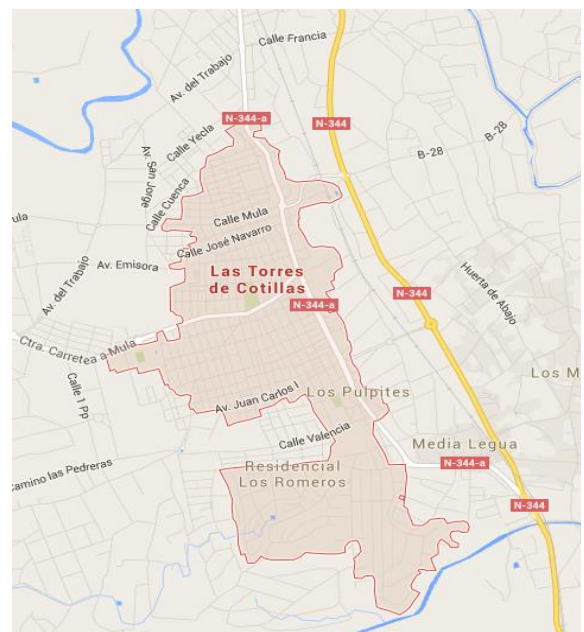 Calle Francia
Av. del Trabajo
N-344-a
N-344
Calle Yecla
B-28
B-28
Av. San Jorge
Calle Cuenca
Calle Mula
ula
Calle José Navarro
Av. Emisora
Las Torres
de Cotillas
Av. del Trabajo
N-344
Huerta de Abajo
N-344-a
Ctra. Carretea a Mula
Los M
Calle 1 Pp
Los Pulpites
Av. Juan Carlos I
Calle Valencia
Media Legua
N-344-a
Camino las Pedreras
Residencial
Los Romeros
N-344